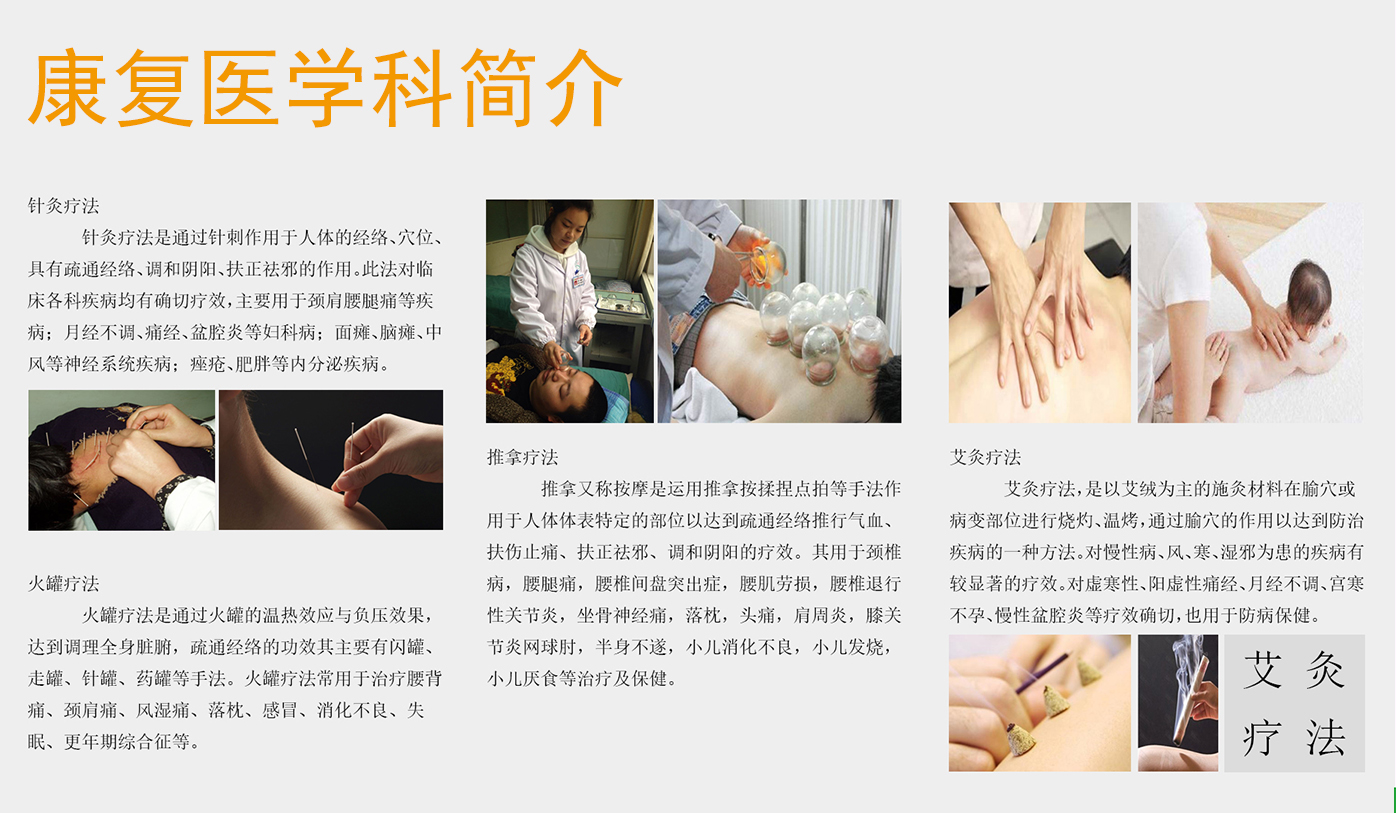 康复医学科简介
针灸疗法
针灸疗法是通过针刺作用于人体的经络、穴位、
具有疏通经络、调和阴阳、扶正祛邪的作用。此法对临
床各科疾病均有确切疗效,主要用于颈肩腰腿痛等疾
病；月经不调、痛经、盆腔炎等妇科病；面瘫、脑瘫、中
风等神经系统疾病；痤疮、肥胖等内分泌疾病。
火罐疗法
火罐疗法是通过火罐的温热效应与负压效果，
达到调理全身脏腑，疏通经络的功效其主要有闪罐、
走罐、针罐、药罐等手法。火罐疗法常用于治疗腰背
痛、颈肩痛、风湿痛、落枕、感冒、消化不良、失
眠、更年期综合征等。
推拿疗法
推拿又称按摩是运用推拿按揉捏点拍等手法作
用于人体体表特定的部位以达到疏通经络推行气血、
扶伤止痛、扶正祛邪、调和阴阳的疗效。其用于颈椎
病，腰腿痛，腰椎间盘突出症，腰肌劳损，腰椎退行
性关节炎，坐骨神经痛，落枕，头痛，肩周炎，膝关
节炎网球肘，半身不遂，小儿消化不良，小儿发烧，
小儿厌食等治疗及保健。
艾灸疗法
艾灸疗法,是以艾绒为主的施灸材料在腧穴或
病变部位进行烧灼、温烤,通过腧穴的作用以达到防治
疾病的一种方法。对慢性病、风、寒、湿邪为患的疾病有
较显著的疗效。对虚寒性、阳虚性痛经、月经不调、宫寒
不孕、慢性盆腔炎等疗效确切,也用于防病保健。
艾灸
疗法